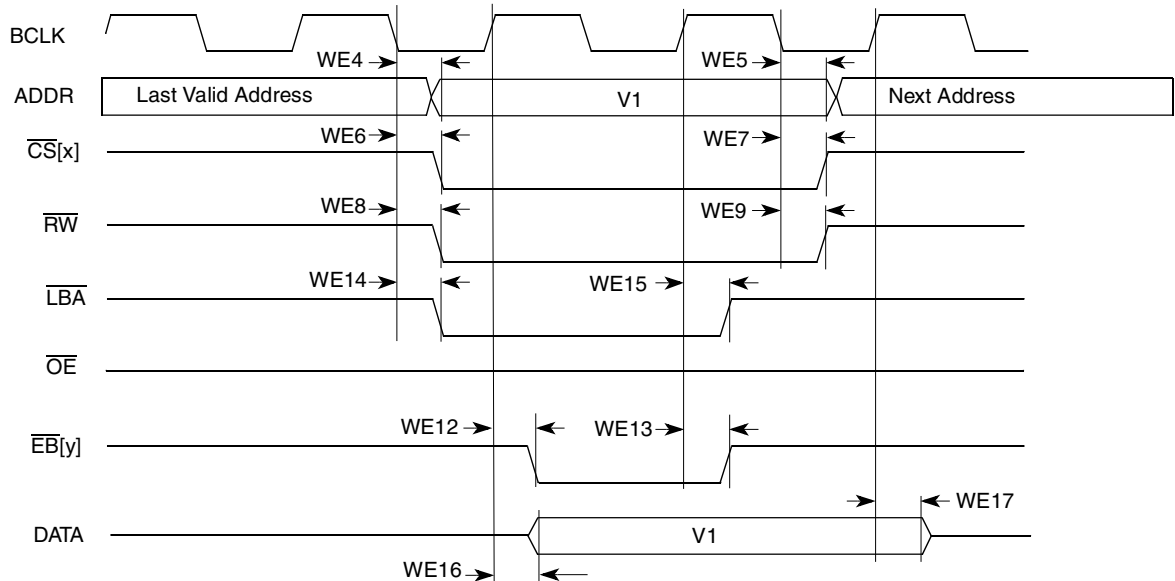 BCLK
WE4
WE5
ADDR
Last Valid Address
V1
Next Address
WE6
WE7
CS[x]
WE8
WE9
RW
WE14
WE15
LBA
OE
WE12
WE13
EB[y]
WE17
DATA
V1
WE16